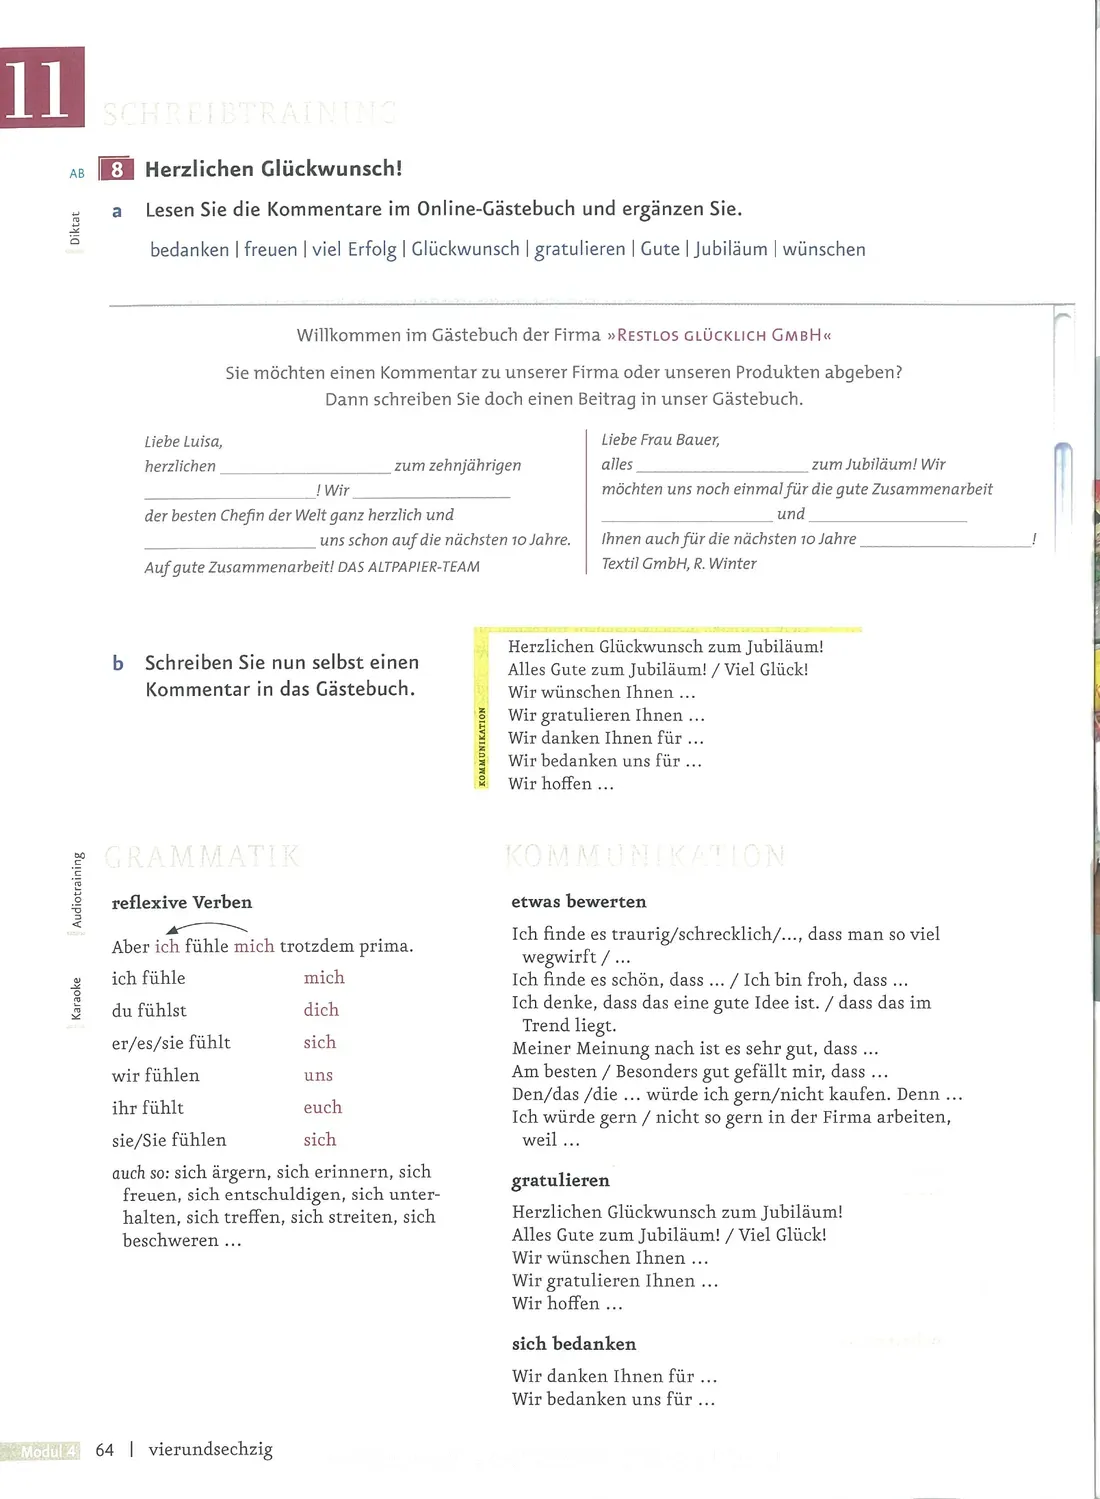 11
SCHREIBTRAINING
AB 8 Herzlichen Glückwunsch!
Diktat
a Lesen Sie die Kommentare im Online-Gästebuch und ergänzen Sie.
bedanken | freuen | viel Erfolg | Glückwunsch | gratulieren | Gute | Jubiläum | wünschen
Willkommen im Gästebuch der Firma »RESTLOS GLÜCKLICH GMBH«
Sie möchten einen Kommentar zu unserer Firma oder unseren Produkten abgeben?
Dann schreiben Sie doch einen Beitrag in unser Gästebuch.
Liebe Luisa,
herzlichen ____________________ zum zehnjährigen
____________________! Wir ____________________
der besten Chefin der Welt ganz herzlich und
____________________ uns schon auf die nächsten 10 Jahre.
Auf gute Zusammenarbeit! DAS ALTPAPIER-TEAM
Liebe Frau Bauer,
alles ____________________ zum Jubiläum! Wir
möchten uns noch einmal für die gute Zusammenarbeit
____________________ und ____________________
Ihnen auch für die nächsten 10 Jahre ____________________!
Textil GmbH, R. Winter
b Schreiben Sie nun selbst einen
Kommentar in das Gästebuch.
KOMMUNIKATION
Herzlichen Glückwunsch zum Jubiläum!
Alles Gute zum Jubiläum! / Viel Glück!
Wir wünschen Ihnen ...
Wir gratulieren Ihnen ...
Wir danken Ihnen für ...
Wir bedanken uns für ...
Wir hoffen ...
Audiotraining
Karaoke
GRAMMATIK
reflexive Verben
Aber ich fühle mich trotzdem prima.
ich fühle mich
du fühlst dich
er/es/sie fühlt sich
wir fühlen uns
ihr fühlt euch
sie/Sie fühlen sich
auch so: sich ärgern, sich erinnern, sich
freuen, sich entschuldigen, sich unter-
halten, sich treffen, sich streiten, sich
beschweren ...
KOMMUNIKATION
etwas bewerten
Ich finde es traurig/schrecklich/..., dass man so viel
wegwirft / ...
Ich finde es schön, dass ... / Ich bin froh, dass ...
Ich denke, dass das eine gute Idee ist. / dass das im
Trend liegt.
Meiner Meinung nach ist es sehr gut, dass ...
Am besten / Besonders gut gefällt mir, dass ...
Den/das /die ... würde ich gern/nicht kaufen. Denn ...
Ich würde gern / nicht so gern in der Firma arbeiten,
weil ...
gratulieren
Herzlichen Glückwunsch zum Jubiläum!
Alles Gute zum Jubiläum! / Viel Glück!
Wir wünschen Ihnen ...
Wir gratulieren Ihnen ...
Wir hoffen ...
sich bedanken
Wir danken Ihnen für ...
Wir bedanken uns für ...
Modul 4 64 | vierundsechzig